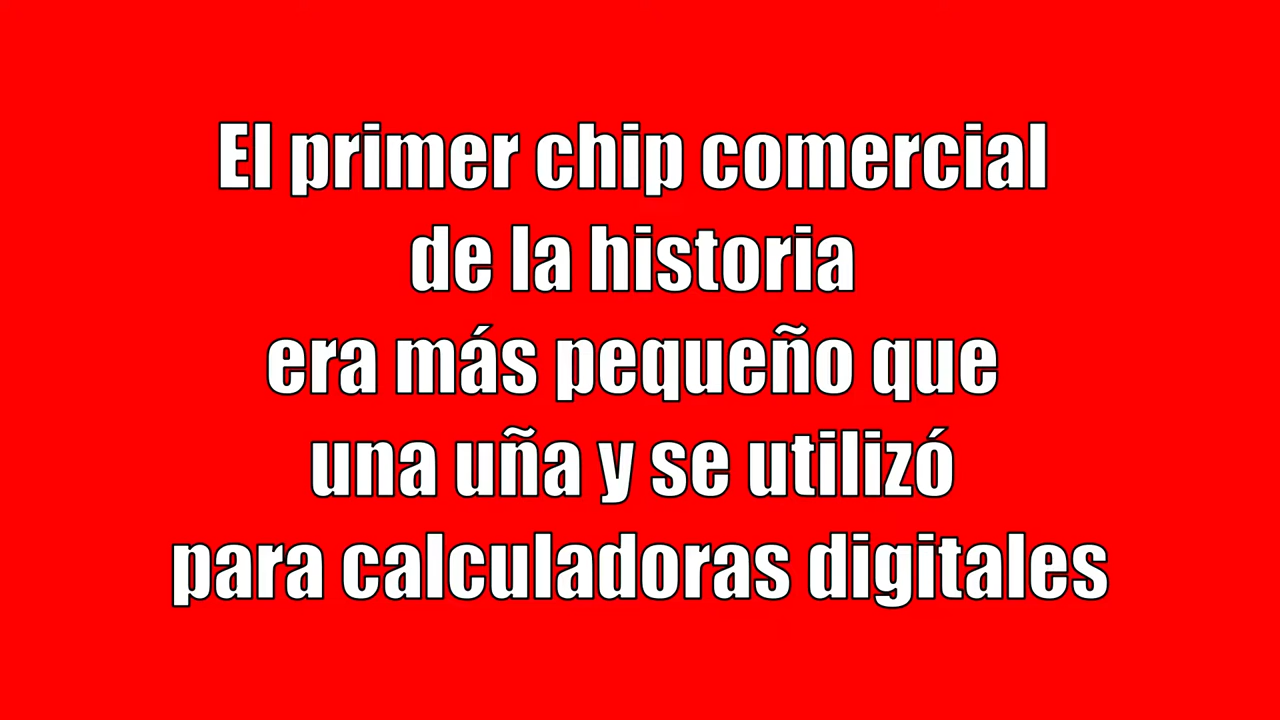 El primer chip comercial
de la historia
era más pequeño que
una uña y se utilizó
para calculadoras digitales